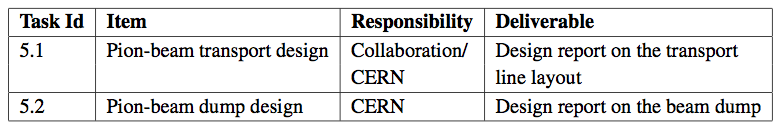 Task Id Item Responsibility Deliverable
5.1 Pion-beam transport design Collaboration/ Design report on the transport
CERN line layout
5.2 Pion-beam dump design CERN Design report on the beam dump